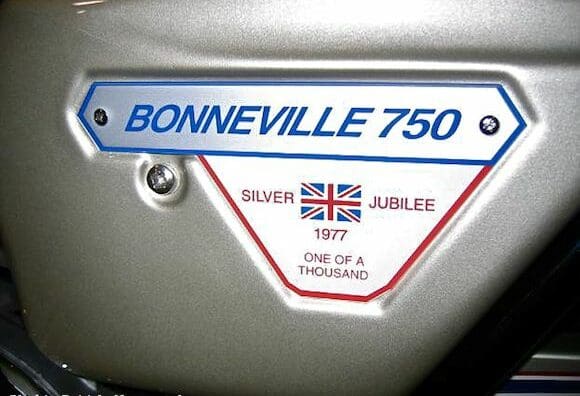 BONNEVILLE 750
SILVER JUBILEE
1977
ONE OF A
THOUSAND